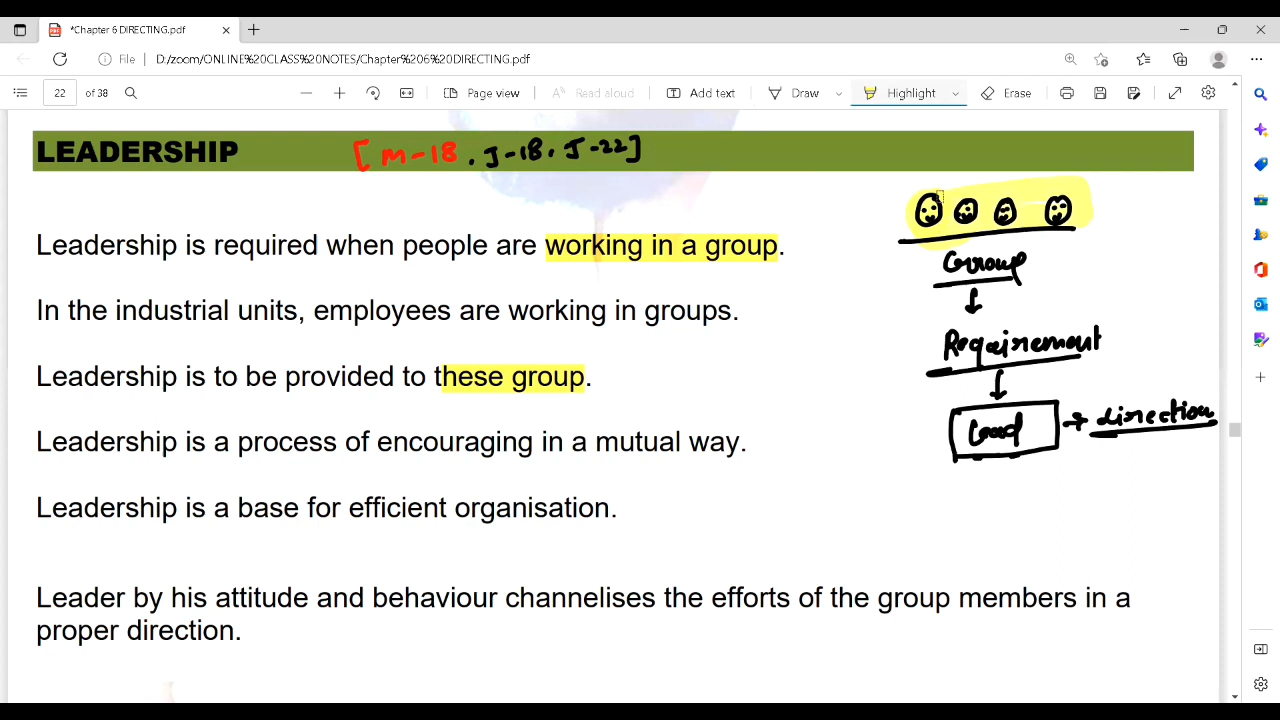 *Chapter 6 DIRECTING.pdf
File D:/zoom/ONLINE%20CLASS%20NOTES/Chapter%206%20DIRECTING.pdf
22 of 38 Page view Read aloud Add text Draw Highlight Erase
LEADERSHIP [M-18, J-18, J-22]
Leadership is required when people are working in a group.
Group
In the industrial units, employees are working in groups.
Requirement
Leadership is to be provided to these group.
Good → direction
Leadership is a process of encouraging in a mutual way.
Leadership is a base for efficient organisation.
Leader by his attitude and behaviour channelises the efforts of the group members in a
proper direction.